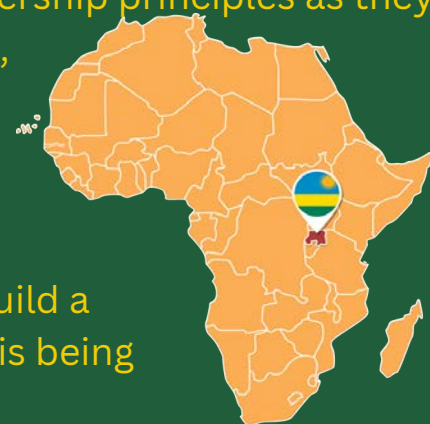 ership principles as they
,
uild a
is being